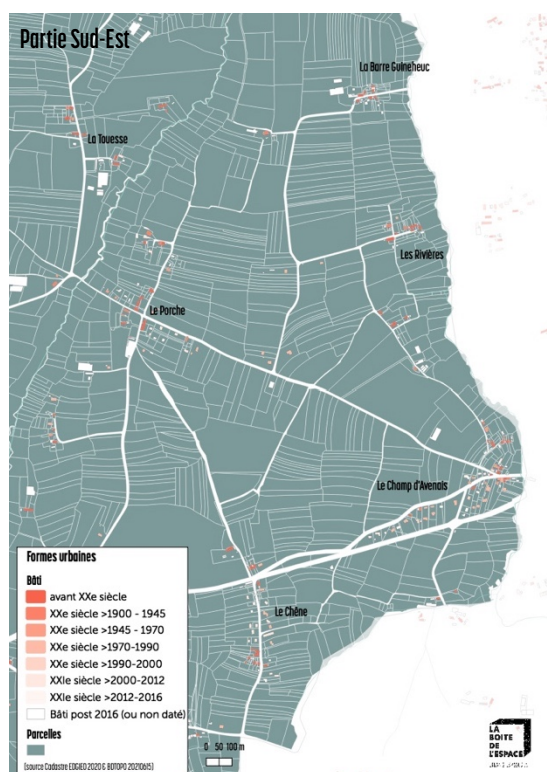 Partie Sud-Est
La Barre Guineheuc
La Touesse
Les Rivières
Le Porche
Le Champ d'Avenais
Le Chêne
Formes urbaines
Bâti
avant XXe siècle
XXe siècle >1900 - 1945
XXe siècle >1945 - 1970
XXe siècle >1970-1990
XXe siècle >1990-2000
XXIe siècle >2000-2012
XXIe siècle >2012-2016
Bâti post 2016 (ou non daté)
Parcelles
(source Cadastre EDGIEO 2020 & BDTOPO 20210615)
0 50 100 m
LA
BOITE
DE
L'ESPACE